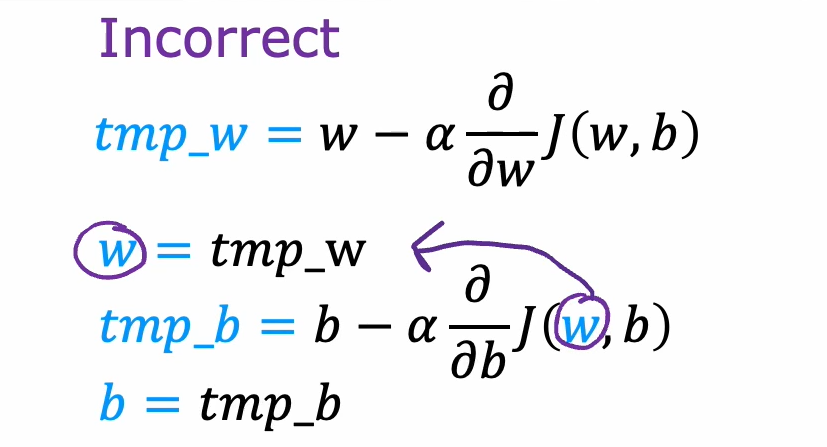 Incorrect
tmp_w = w − α ∂/∂w J(w, b)
w = tmp_w
tmp_b = b − α ∂/∂b J(w, b)
b = tmp_b